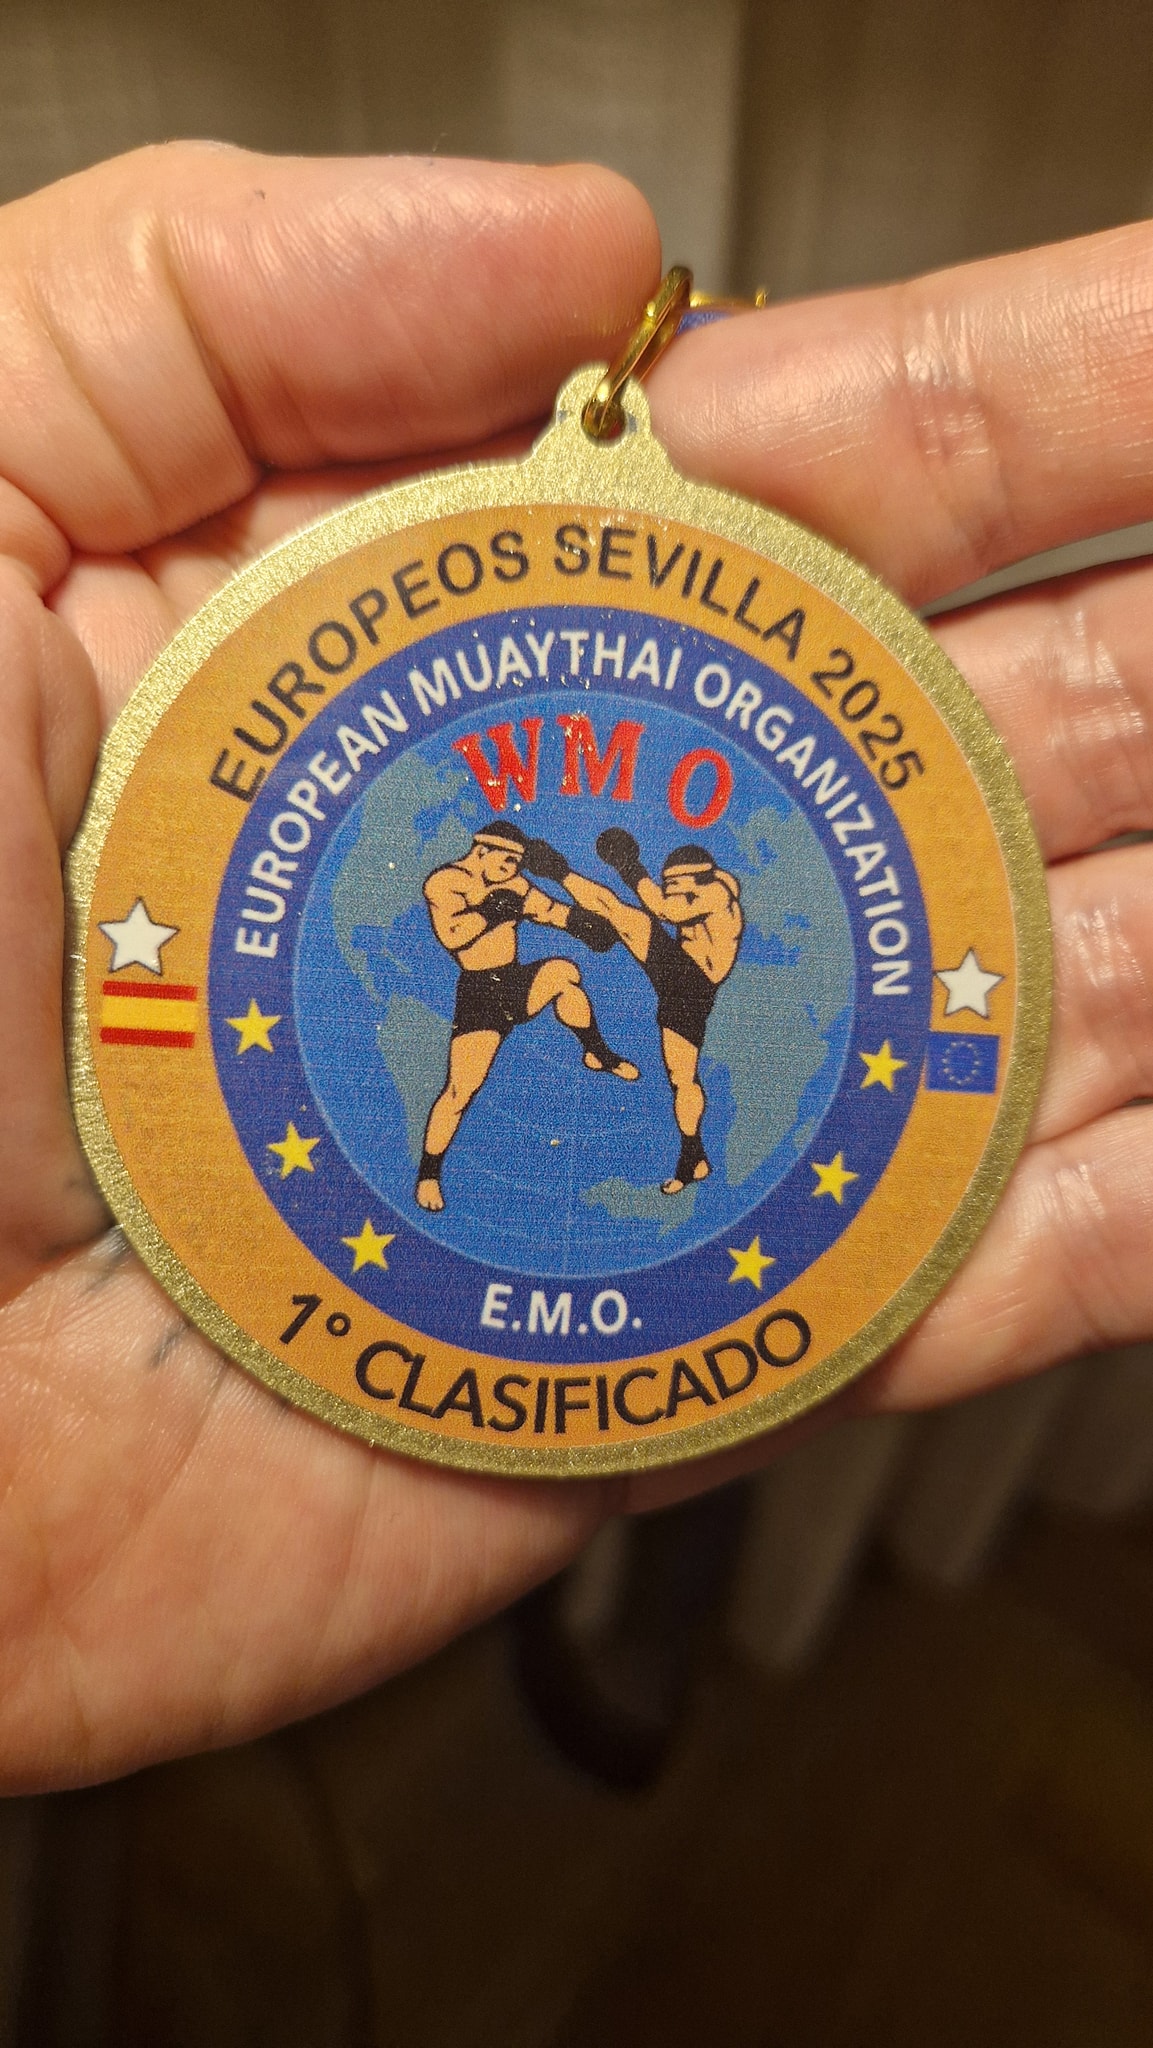 EUROPEOS SEVILLA 2025
EUROPEAN MUAYTHAI ORGANIZATION
WMO
E.M.O.
1° CLASIFICADO